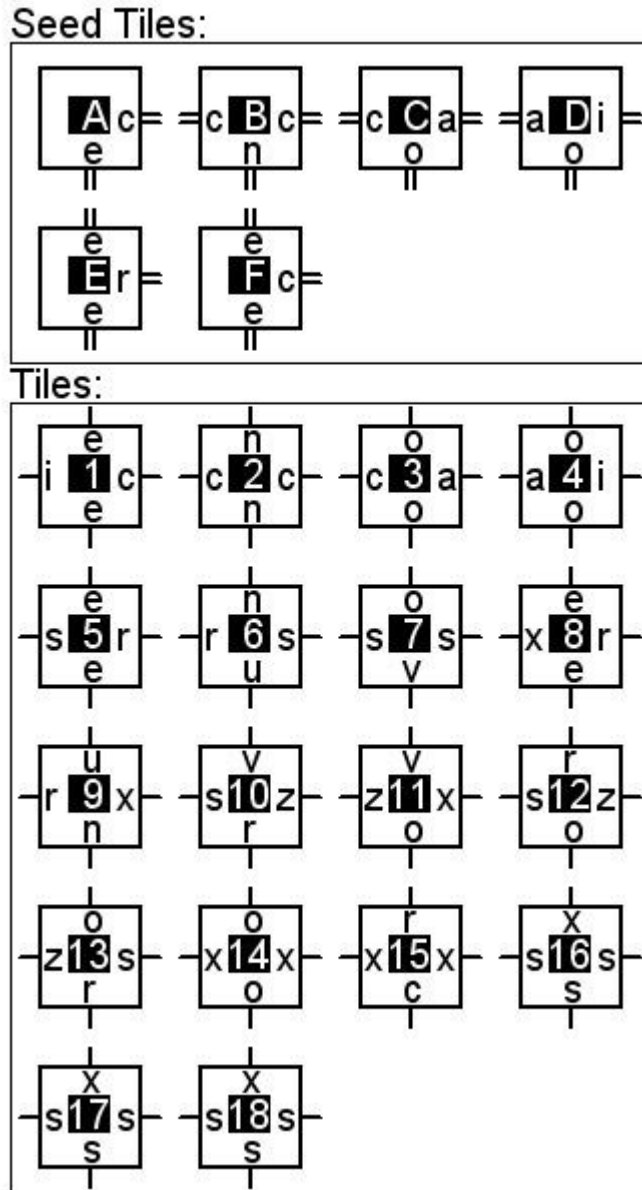 Seed Tiles:
A c c B c c C a a D i
e n o o
e e
E r F c
e e
Tiles:
e n o o
i 1 c c 2 c c 3 a a 4 i
e n o o
e n o e
s 5 r r 6 s s 7 s x 8 r
e u v e
u v v r
r 9 x s 10 z z 11 x s 12 z
n r o o
o o r x
z 13 s x 14 x x 15 x s 16 s
r o c s
x x
s 17 s s 18 s
s s